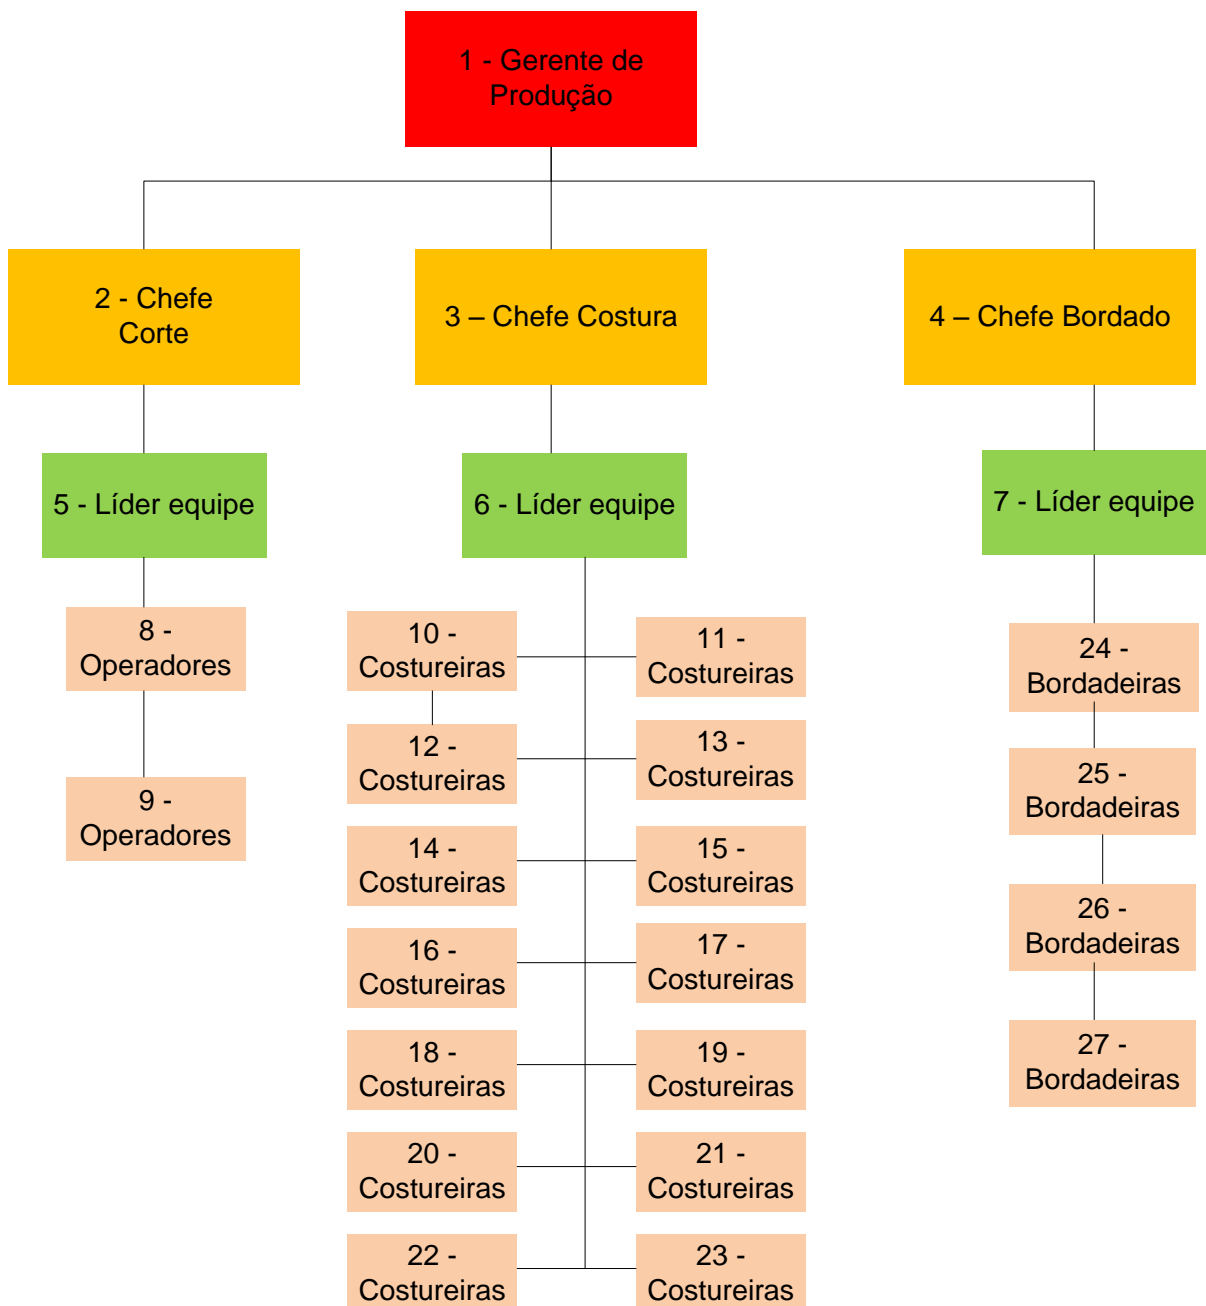 1 - Gerente de
Produção
2 - Chefe
Corte
3 – Chefe Costura
4 – Chefe Bordado
5 - Líder equipe
6 - Líder equipe
7 - Líder equipe
8 -
Operadores
9 -
Operadores
10 -
Costureiras
11 -
Costureiras
12 -
Costureiras
13 -
Costureiras
14 -
Costureiras
15 -
Costureiras
16 -
Costureiras
17 -
Costureiras
18 -
Costureiras
19 -
Costureiras
20 -
Costureiras
21 -
Costureiras
22 -
Costureiras
23 -
Costureiras
24 -
Bordadeiras
25 -
Bordadeiras
26 -
Bordadeiras
27 -
Bordadeiras